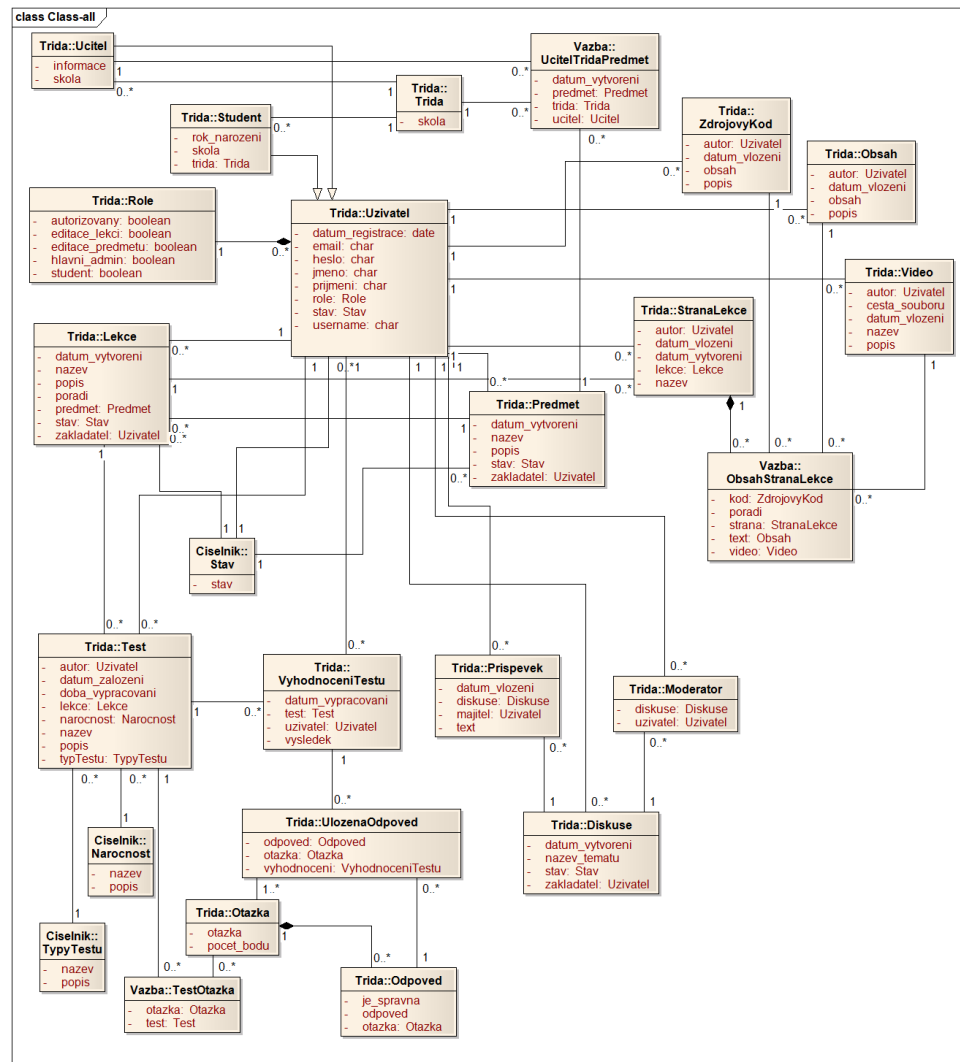 class Class-all
Trida::Ucitel
- informace
- skola
Vazba::
UcitelTridaPredmet
- datum_vytvoreni
- predmet: Predmet
- trida: Trida
- ucitel: Ucitel
Trida::
Trida
- skola
Trida::Student
- rok_narozeni
- skola
- trida: Trida
Trida::
ZdrojovyKod
- autor: Uzivatel
- datum_vlozeni
- obsah
- popis
Trida::Obsah
- autor: Uzivatel
- datum_vlozeni
- obsah
- popis
Trida::Role
- autorizovany: boolean
- editace_lekci: boolean
- editace_predmetu: boolean
- hlavni_admin: boolean
- student: boolean
Trida::Uzivatel
- datum_registrace: date
- email: char
- heslo: char
- jmeno: char
- prijmeni: char
- role: Role
- stav: Stav
- username: char
Trida::Video
- autor: Uzivatel
- cesta_souboru
- datum_vlozeni
- nazev
- popis
Trida::StranaLekce
- autor: Uzivatel
- datum_vlozeni
- datum_vytvoreni
- lekce: Lekce
- nazev
Trida::Lekce
- datum_vytvoreni
- nazev
- popis
- poradi
- predmet: Predmet
- stav: Stav
- zakladatel: Uzivatel
Trida::Predmet
- datum_vytvoreni
- nazev
- popis
- stav: Stav
- zakladatel: Uzivatel
Vazba::
ObsahStranaLekce
- kod: ZdrojovyKod
- poradi
- strana: StranaLekce
- text: Obsah
- video: Video
Ciselnik::
Stav
- stav
Trida::Test
- autor: Uzivatel
- datum_zalozeni
- doba_vypracovani
- lekce: Lekce
- narocnost: Narocnost
- nazev
- popis
- typTestu: TypyTestu
Trida::
VyhodnoceniTestu
- datum_vypracovani
- test: Test
- uzivatel: Uzivatel
- vysledek
Trida::Prispevek
- datum_vlozeni
- diskuse: Diskuse
- majitel: Uzivatel
- text
Trida::Moderator
- diskuse: Diskuse
- uzivatel: Uzivatel
Trida::UlozenaOdpoved
- odpoved: Odpoved
- otazka: Otazka
- vyhodnoceni: VyhodnoceniTestu
Trida::Diskuse
- datum_vytvoreni
- nazev_tematu
- stav: Stav
- zakladatel: Uzivatel
Ciselnik::
Narocnost
- nazev
- popis
Trida::Otazka
- otazka
- pocet_bodu
Ciselnik::
TypyTestu
- nazev
- popis
Vazba::TestOtazka
- otazka: Otazka
- test: Test
Trida::Odpoved
- je_spravna
- odpoved
- otazka: Otazka